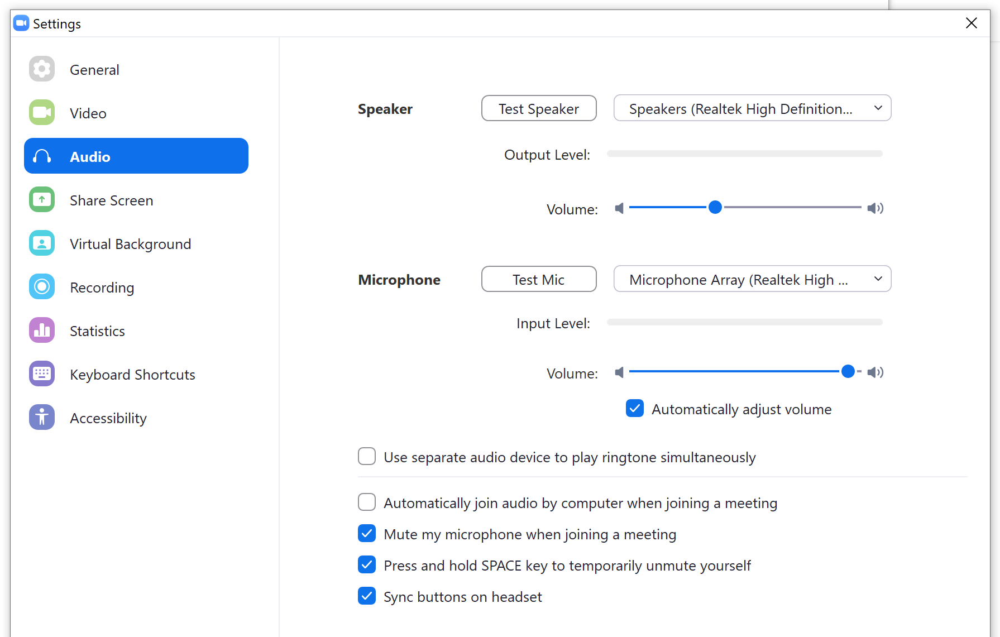 Settings
General
Video
Audio
Share Screen
Virtual Background
Recording
Statistics
Keyboard Shortcuts
Accessibility
Speaker
Test Speaker
Speakers (Realtek High Definition...
Output Level:
Volume:
Microphone
Test Mic
Microphone Array (Realtek High ...
Input Level:
Volume:
Automatically adjust volume
Use separate audio device to play ringtone simultaneously
Automatically join audio by computer when joining a meeting
Mute my microphone when joining a meeting
Press and hold SPACE key to temporarily unmute yourself
Sync buttons on headset